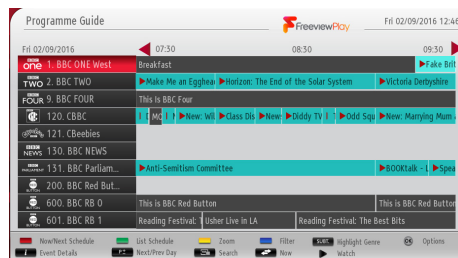 Programme Guide FreeviewPlay Fri 02/09/2016 12:46
Fri 02/09/2016 07:30 08:30 09:30
BBC one 1. BBC ONE West Breakfast Fake Brit
TWO 2. BBC TWO Make Me an Egghea Horizon: The End of the Solar System Victoria Derbyshire
FOUR 9. BBC FOUR This Is BBC Four
120. CBBC New: Wil Class Dis New: Diddy TV Odd Squ New: Marrying Mum
121. CBeebies
NEWS 130. BBC NEWS
PARLIAMENT 131. BBC Parliam... Anti-Semitism Committee BOOKtalk - L Spea
200. BBC Red But...
600. BBC RB 0 This is BBC Red Button This is BBC Red Button
601. BBC RB 1 Reading Festival: Usher Live in LA Reading Festival: The Best Bits
Now/Next Schedule List Schedule Zoom Filter SUBT. Highlight Genre OK Options
i Event Details P+ Next/Prev Day Search Now Watch